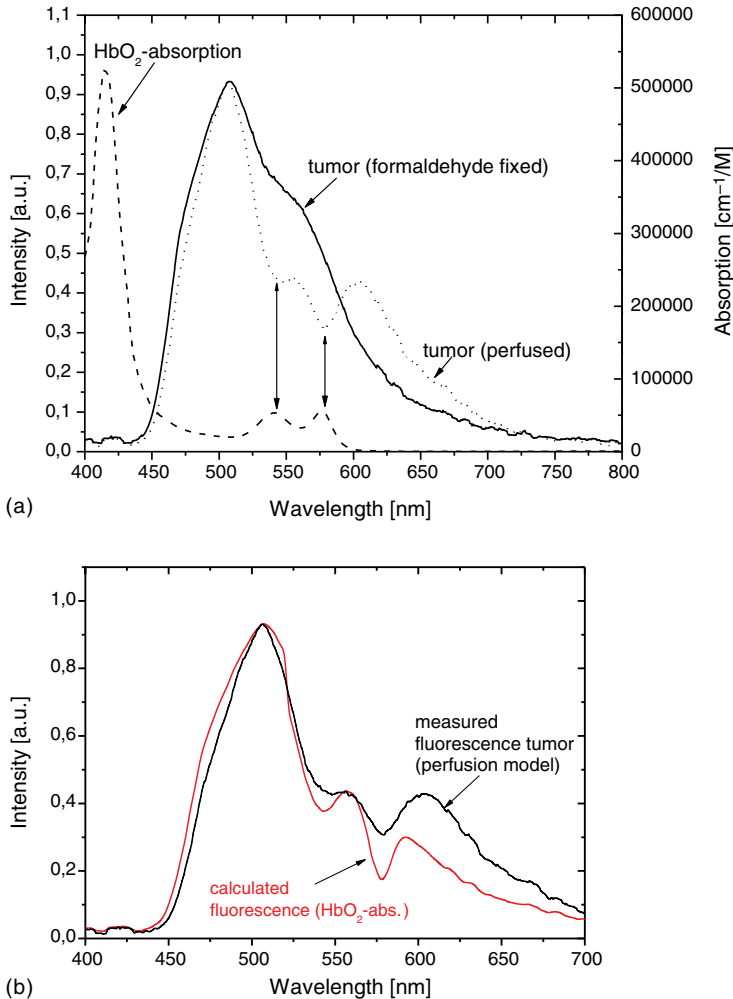 1,1
1,0
0,9
0,8
0,7
0,6
0,5
0,4
0,3
0,2
0,1
0,0
Intensity [a.u.]
HbO₂-absorption
tumor (formaldehyde fixed)
tumor (perfused)
600000
500000
400000
300000
200000
100000
0
Absorption [cm⁻¹/M]
400 450 500 550 600 650 700 750 800
Wavelength [nm]
(a)
1,0
0,8
0,6
0,4
0,2
0,0
Intensity [a.u.]
measured
fluorescence tumor
(perfusion model)
calculated
fluorescence (HbO₂-abs.)
400 450 500 550 600 650 700
Wavelength [nm]
(b)